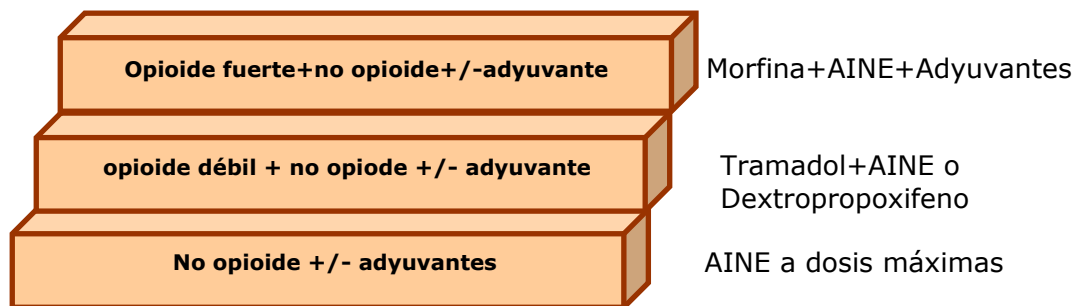 Opioide fuerte+no opioide+/-adyuvante
Morfina+AINE+Adyuvantes
opioide débil + no opiode +/- adyuvante
Tramadol+AINE o
Dextropropoxifeno
No opioide +/- adyuvantes
AINE a dosis máximas